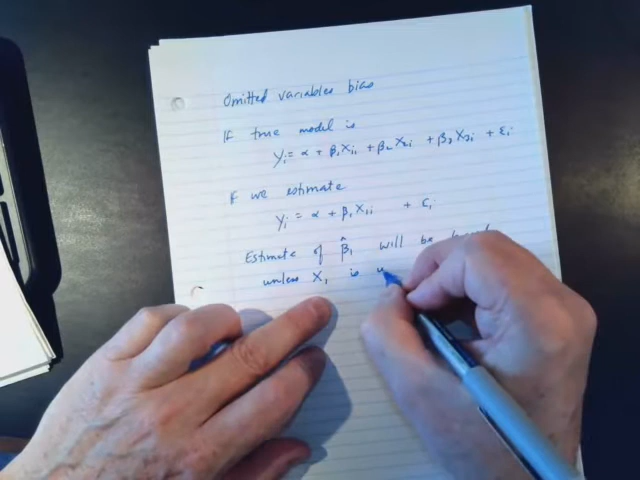 Omitted variables bias
If true model is
Yᵢ = α + β₁X₁ᵢ + β₂X₂ᵢ + β₃X₃ᵢ + εᵢ
If we estimate
Yᵢ = α + β₁X₁ᵢ + εᵢ
Estimate of β̂₁ will be
unless X₁ is